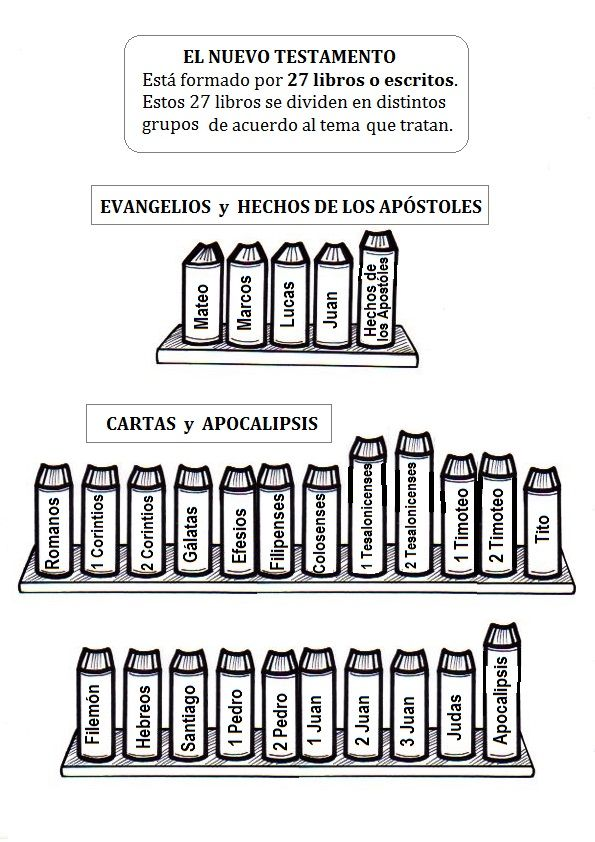 EL NUEVO TESTAMENTO
Está formado por 27 libros o escritos.
Estos 27 libros se dividen en distintos
grupos de acuerdo al tema que tratan.
EVANGELIOS y HECHOS DE LOS APÓSTOLES
Mateo
Marcos
Lucas
Juan
Hechos de
los Apostóles
CARTAS y APOCALIPSIS
Romanos
1 Corintios
2 Corintios
Gálatas
Efesios
Filipenses
Colosenses
1 Tesalonicenses
2 Tesalonicenses
1 Timoteo
2 Timoteo
Tito
Filemón
Hebreos
Santiago
1 Pedro
2 Pedro
1 Juan
2 Juan
3 Juan
Judas
Apocalipsis